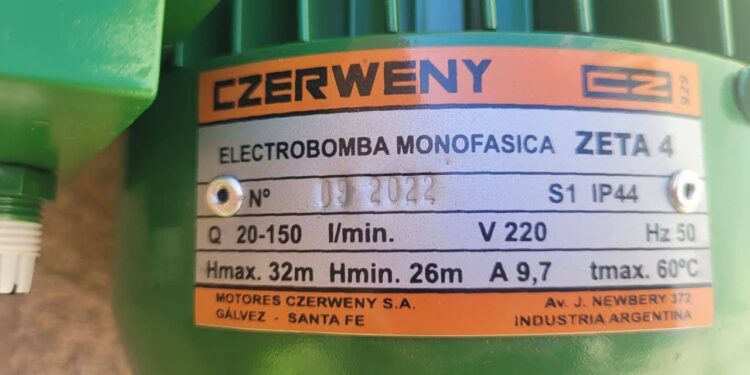 CZERWENY CZ 929
ELECTROBOMBA MONOFASICA ZETA 4
Nº 09 2022 S1 IP44
Q 20-150 l/min. V 220 Hz 50
Hmax. 32m Hmin. 26m A 9,7 tmax. 60ºC
MOTORES CZERWENY S.A. Av. J. NEWBERY 372
GÁLVEZ - SANTA FE INDUSTRIA ARGENTINA